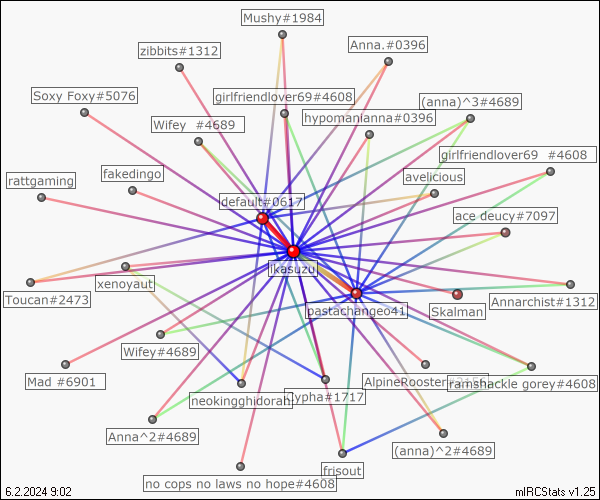 Mushy#1984
Anna.#0396
zibbits#1312
Soxy Foxy#5076
girlfriendlover69#4608
(anna)^3#4689
hypomanianna#0396
Wifey #4689
girlfriendlover69 #4608
fakedingo
rattgaming
avelicious
default#0617
ace deucy#7097
ikasuzu
xenoyaut
Toucan#2473
Annarchist#1312
pastachangeo41
Skalman
Wifey#4689
Mad #6901
AlpineRooster
ramshackle gorey#4608
neokingghidorah
Cypha#1717
Anna^2#4689
(anna)^2#4689
frisout
no cops no laws no hope#4608
6.2.2024 9:02
mIRCStats v1.25